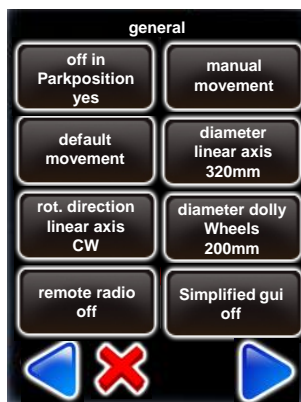 general
off in
Parkposition
yes
manual
movement
default
movement
diameter
linear axis
320mm
rot. direction
linear axis
CW
diameter dolly
Wheels
200mm
remote radio
off
Simplified gui
off